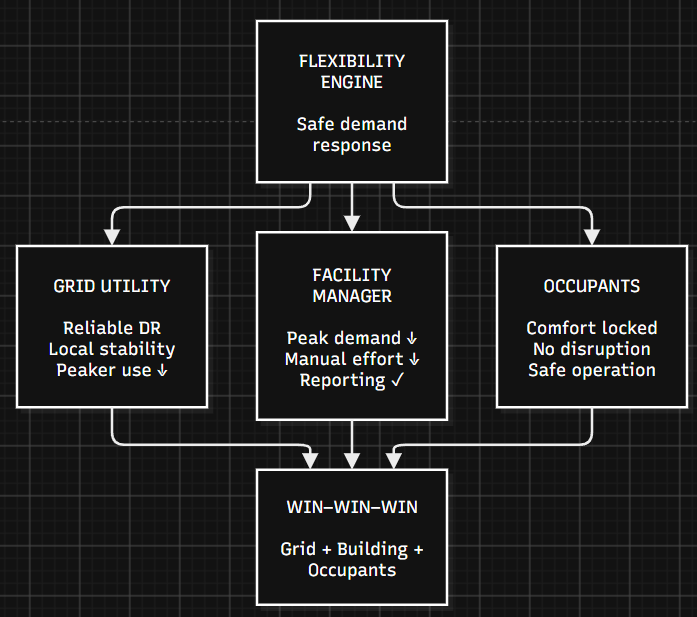 FLEXIBILITY
ENGINE
Safe demand
response
GRID UTILITY
Reliable DR
Local stability
Peaker use ↓
FACILITY
MANAGER
Peak demand ↓
Manual effort ↓
Reporting ✓
OCCUPANTS
Comfort locked
No disruption
Safe operation
WIN–WIN–WIN
Grid + Building +
Occupants